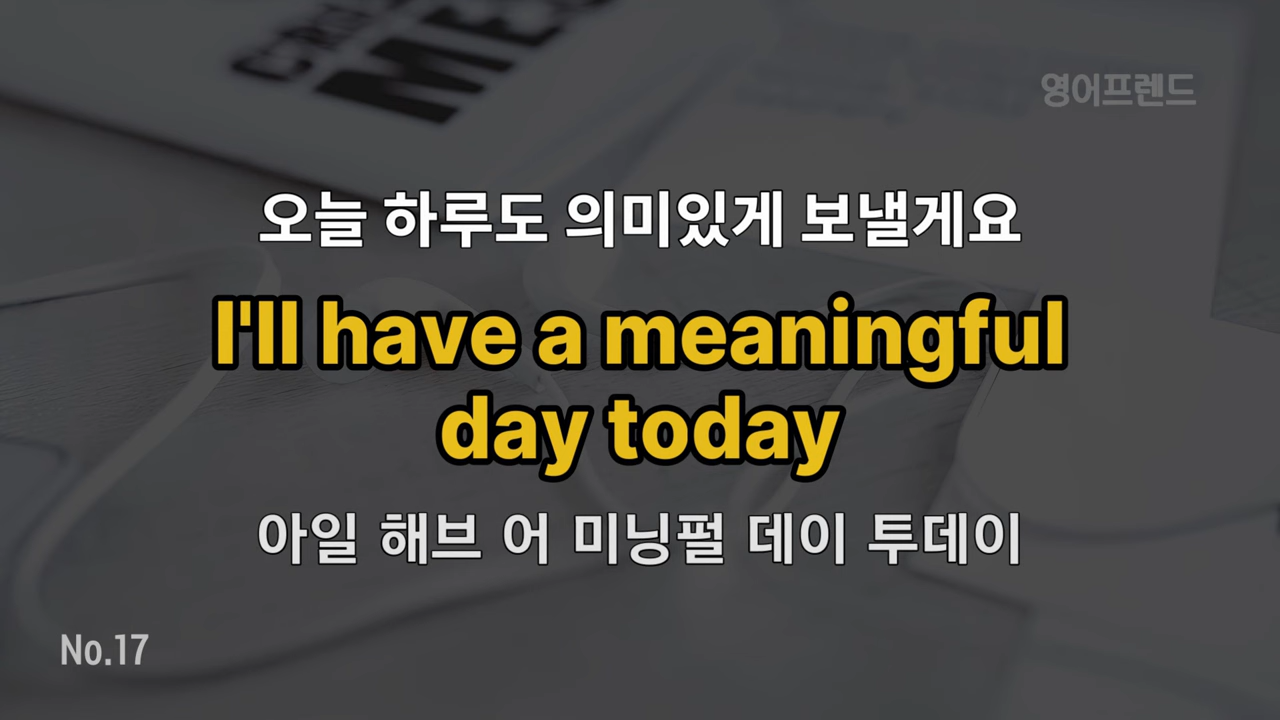 영어프렌드
오늘 하루도 의미있게 보낼게요
I'll have a meaningful
day today
아일 해브 어 미닝펄 데이 투데이
No.17